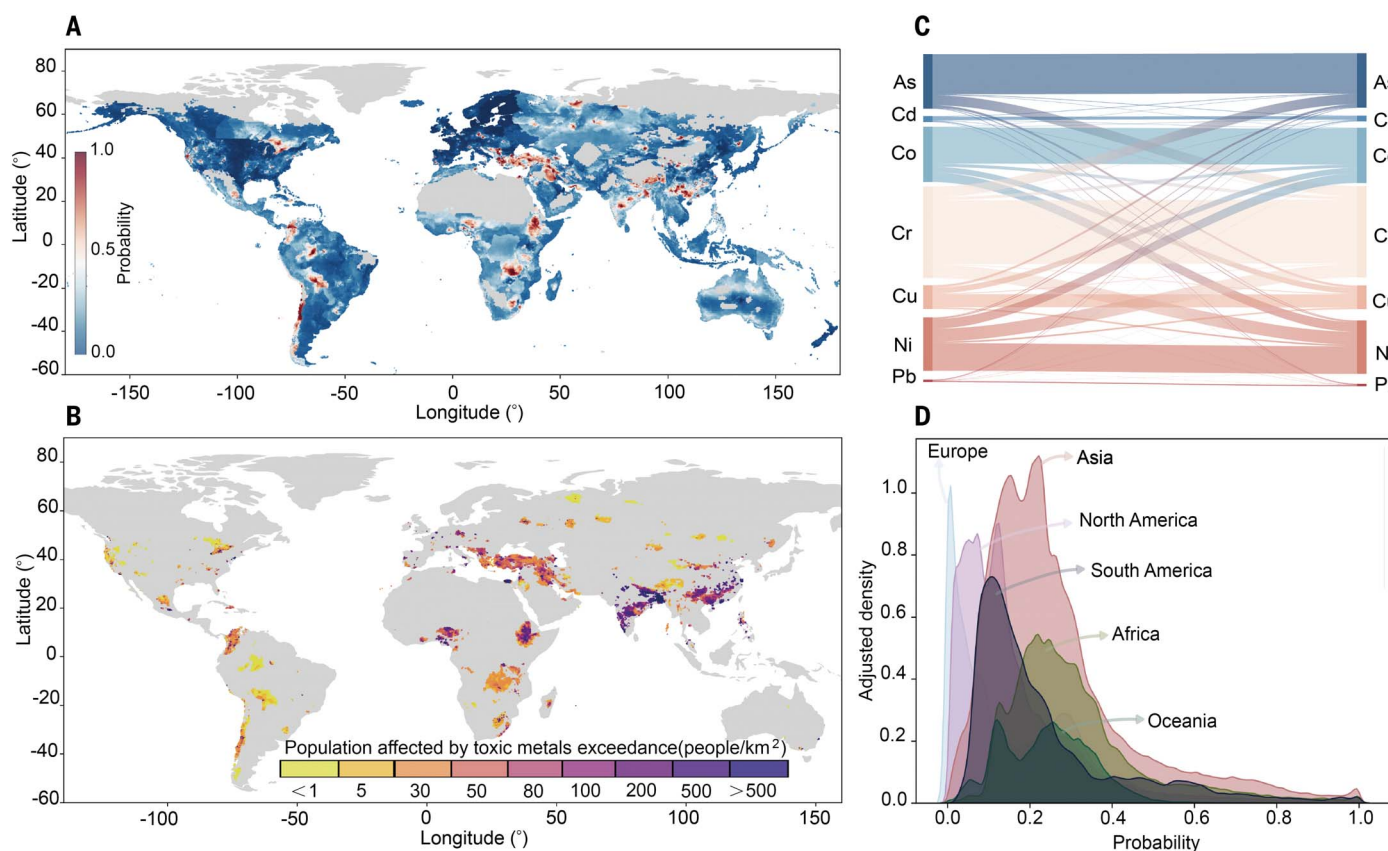 A
80
60
40
20
0
-20
-40
-60
Latitude (°)
1.0
0.5
0.0
Probability
-150 -100 -50 0 50 100 150
Longitude (°)
B
80
60
40
20
0
-20
-40
-60
Latitude (°)
Population affected by toxic metals exceedance(people/km²)
<1 5 30 50 80 100 200 500 >500
-100 -50 0 50 100 150
Longitude (°)
C
As As
Cd C
Co Co
Cr C
Cu Cu
Ni N
Pb P
D
Europe
Asia
North America
South America
Africa
Oceania
1.0
0.8
0.6
0.4
0.2
0.0
Adjusted density
0.0 0.2 0.4 0.6 0.8 1.0
Probability